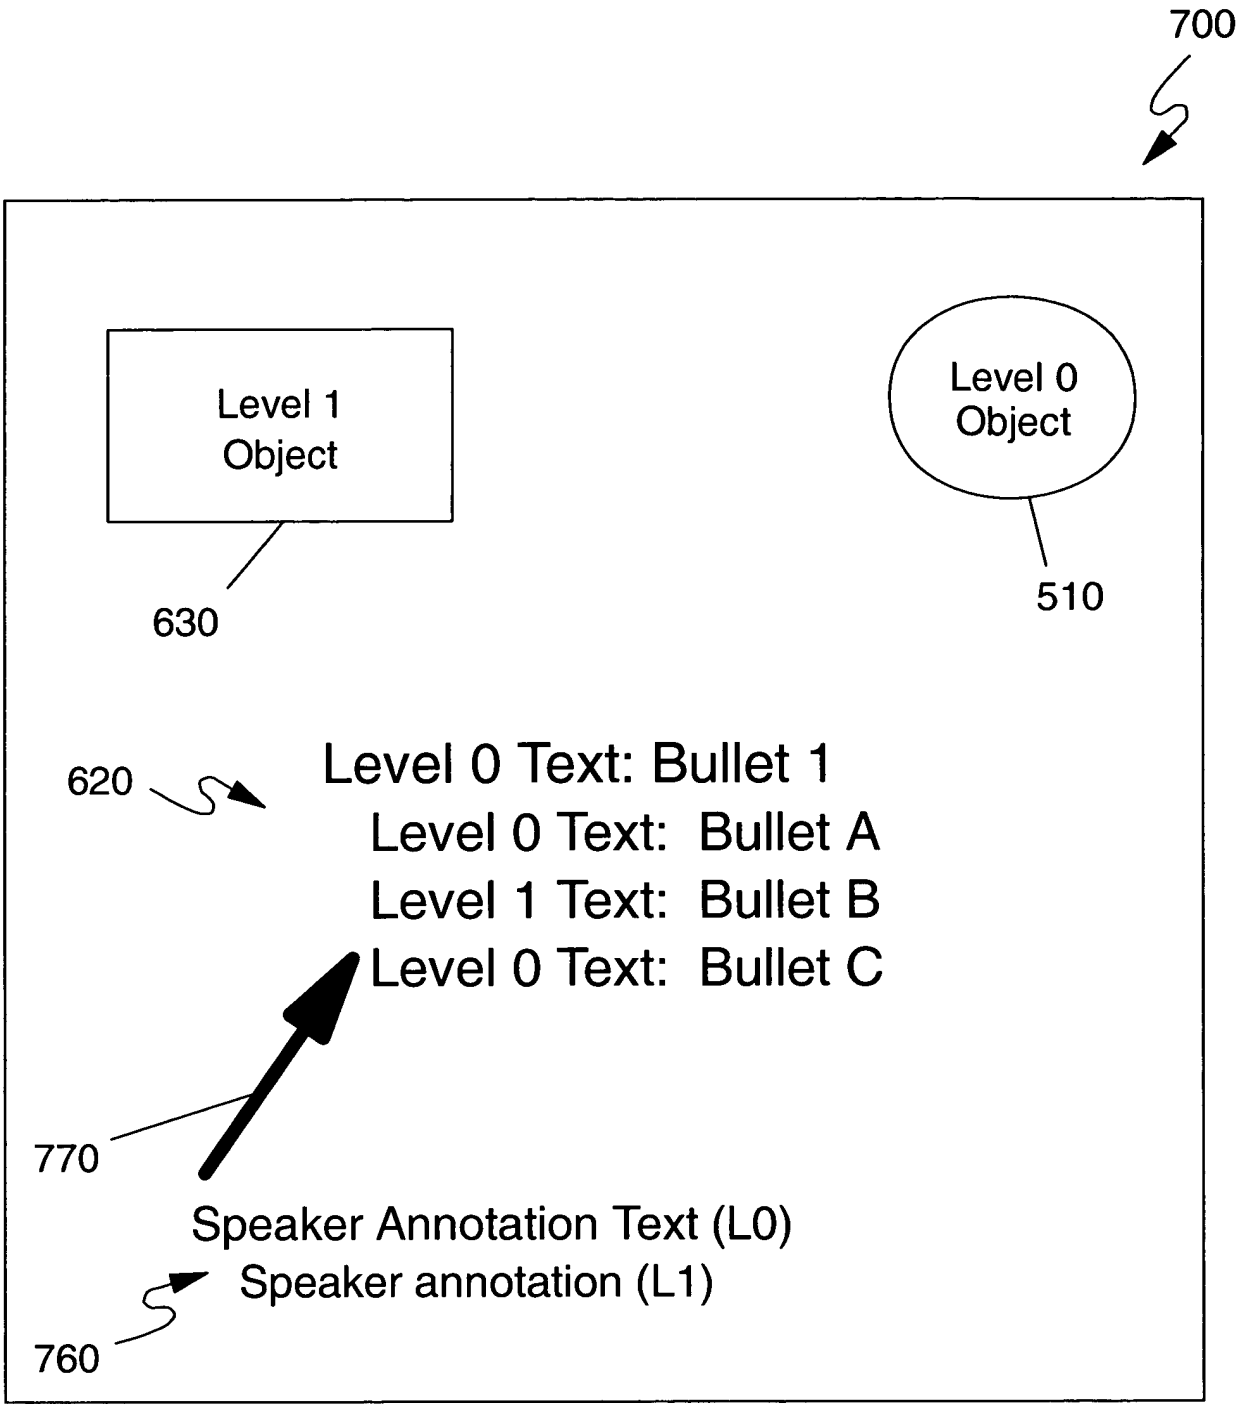 700
Level 1
Object
Level 0
Object
630
510
620
Level 0 Text: Bullet 1
Level 0 Text: Bullet A
Level 1 Text: Bullet B
Level 0 Text: Bullet C
770
Speaker Annotation Text (L0)
Speaker annotation (L1)
760